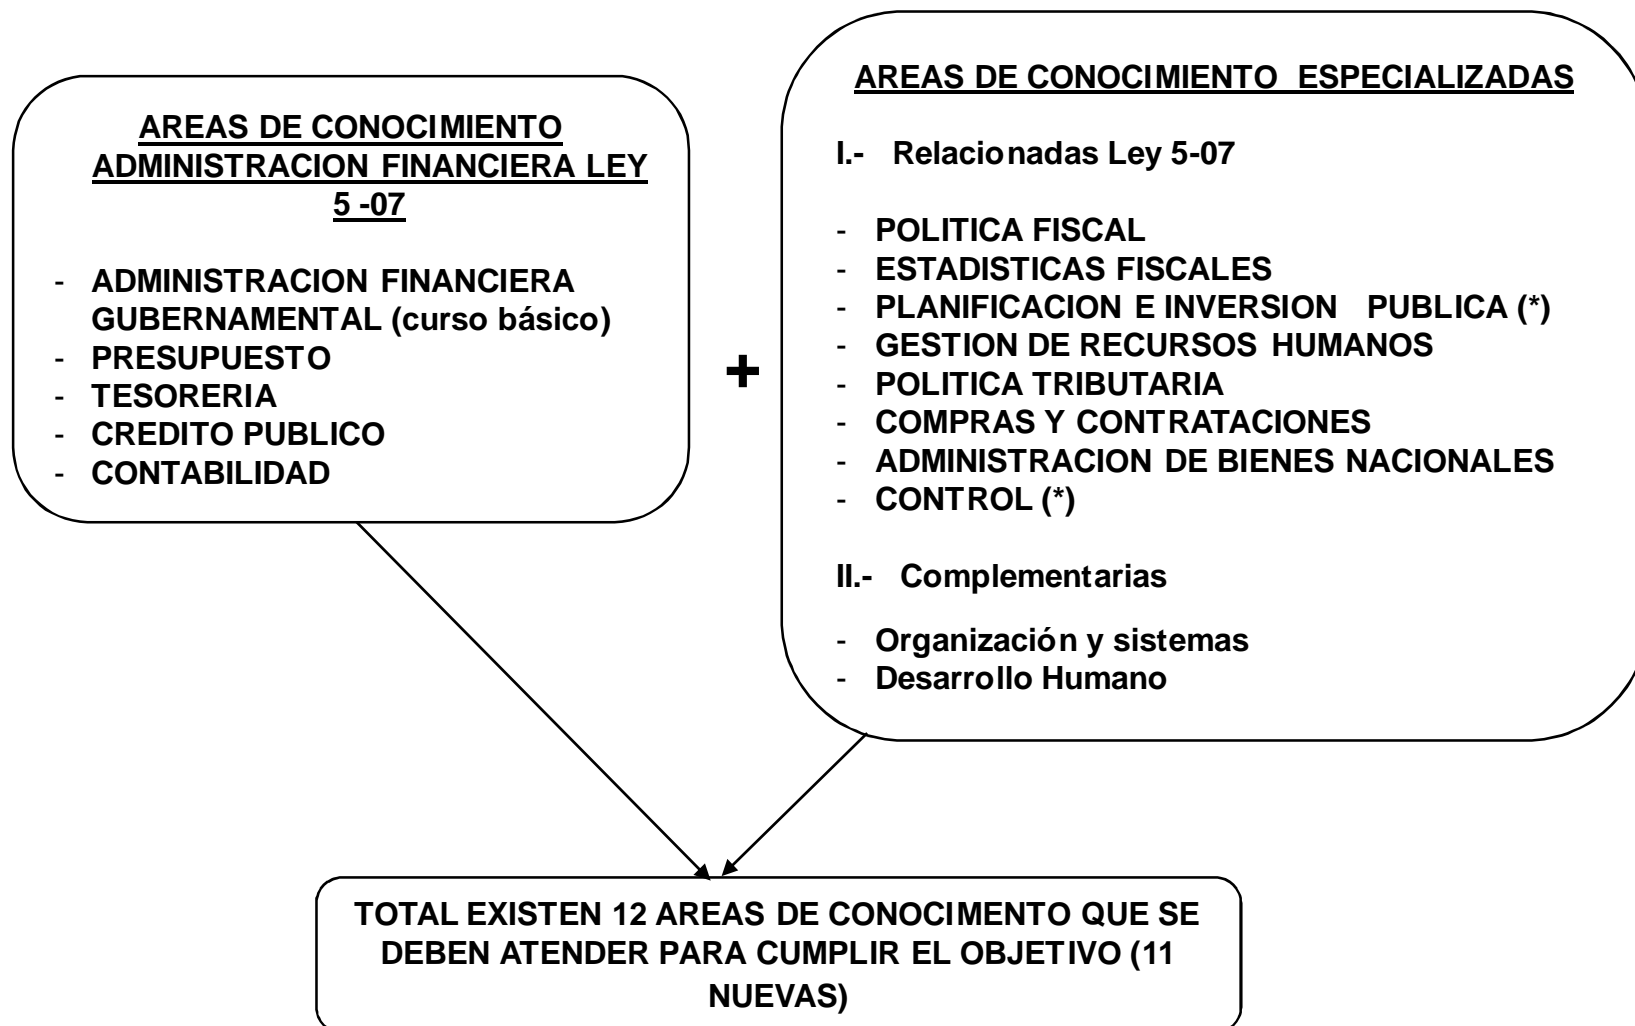 AREAS DE CONOCIMIENTO
ADMINISTRACION FINANCIERA LEY
5 -07
- ADMINISTRACION FINANCIERA
GUBERNAMENTAL (curso básico)
- PRESUPUESTO
- TESORERIA
- CREDITO PUBLICO
- CONTABILIDAD
+
AREAS DE CONOCIMIENTO ESPECIALIZADAS
I.- Relacionadas Ley 5-07
- POLITICA FISCAL
- ESTADISTICAS FISCALES
- PLANIFICACION E INVERSION PUBLICA (*)
- GESTION DE RECURSOS HUMANOS
- POLITICA TRIBUTARIA
- COMPRAS Y CONTRATACIONES
- ADMINISTRACION DE BIENES NACIONALES
- CONTROL (*)
II.- Complementarias
- Organización y sistemas
- Desarrollo Humano
TOTAL EXISTEN 12 AREAS DE CONOCIMENTO QUE SE
DEBEN ATENDER PARA CUMPLIR EL OBJETIVO (11
NUEVAS)